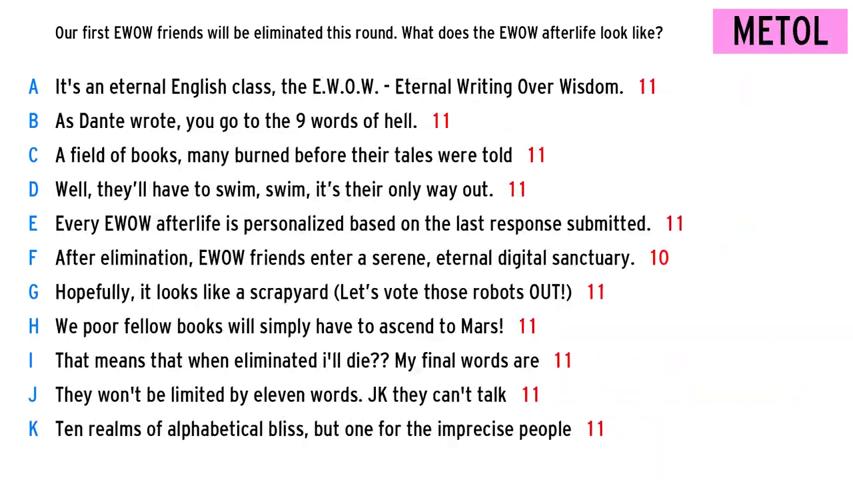 Our first EWOW friends will be eliminated this round. What does the EWOW afterlife look like?
METOL
A It's an eternal English class, the E.W.O.W. - Eternal Writing Over Wisdom. 11
B As Dante wrote, you go to the 9 words of hell. 11
C A field of books, many burned before their tales were told 11
D Well, they’ll have to swim, swim, it’s their only way out. 11
E Every EWOW afterlife is personalized based on the last response submitted. 11
F After elimination, EWOW friends enter a serene, eternal digital sanctuary. 10
G Hopefully, it looks like a scrapyard (Let’s vote those robots OUT!) 11
H We poor fellow books will simply have to ascend to Mars! 11
I That means that when eliminated i'll die?? My final words are 11
J They won't be limited by eleven words. JK they can't talk 11
K Ten realms of alphabetical bliss, but one for the imprecise people 11